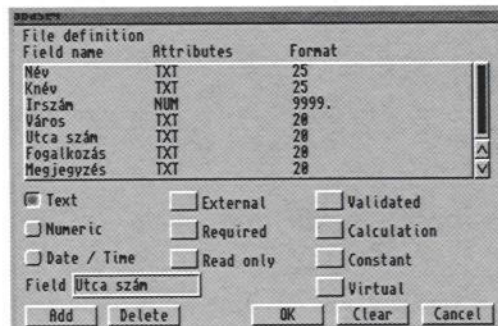 File definition
Field name Attributes Format
Név TXT 25
Knév TXT 25
Irszám NUM 9999.
Város TXT 20
Utca szám TXT 20
Fogalkozás TXT 20
Megjegyzés TXT 20
Text External Validated
Numeric Required Calculation
Date / Time Read only Constant
Field Utca szán Virtual
Add Delete OK Clear Cancel